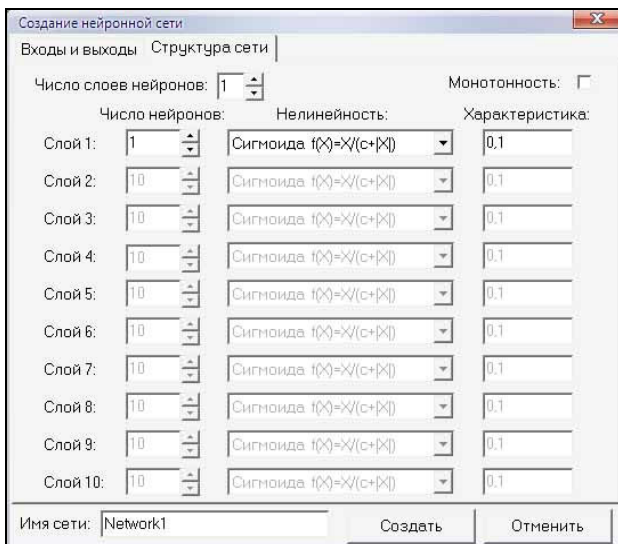 Создание нейронной сети
Входы и выходы Структура сети
Число слоев нейронов: 1 Монотонность:
Число нейронов: Нелинейность: Характеристика:
Слой 1: 1 Сигмоида f(X)=X/(c+|X|) 0,1
Слой 2: 10 Сигмоида f(X)=X/(c+|X|) 0,1
Слой 3: 10 Сигмоида f(X)=X/(c+|X|) 0,1
Слой 4: 10 Сигмоида f(X)=X/(c+|X|) 0,1
Слой 5: 10 Сигмоида f(X)=X/(c+|X|) 0,1
Слой 6: 10 Сигмоида f(X)=X/(c+|X|) 0,1
Слой 7: 10 Сигмоида f(X)=X/(c+|X|) 0,1
Слой 8: 10 Сигмоида f(X)=X/(c+|X|) 0,1
Слой 9: 10 Сигмоида f(X)=X/(c+|X|) 0,1
Слой 10: 10 Сигмоида f(X)=X/(c+|X|) 0,1
Имя сети: Network1 Создать Отменить